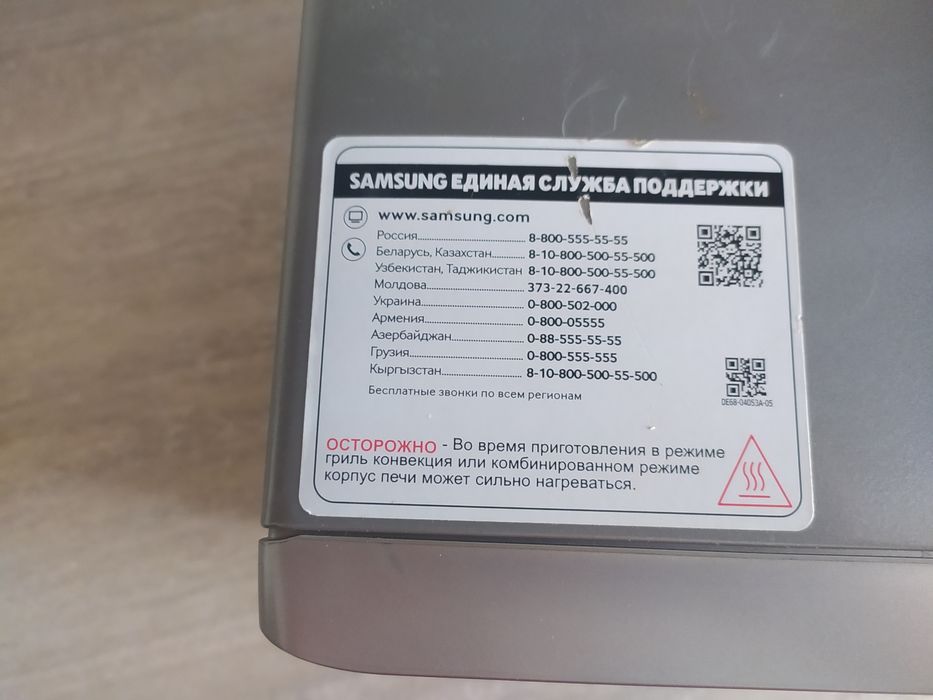 SAMSUNG ЕДИНАЯ СЛУЖБА ПОДДЕРЖКИ
www.samsung.com
Россия 8-800-555-55-55
Беларусь, Казахстан 8-10-800-500-55-500
Узбекистан, Таджикистан 8-10-800-500-55-500
Молдова 373-22-667-400
Украина 0-800-502-000
Армения 0-800-05555
Азербайджан 0-88-555-55-55
Грузия 0-800-555-555
Кыргызстан 8-10-800-500-55-500
Бесплатные звонки по всем регионам
DE68-04053A-05
ОСТОРОЖНО - Во время приготовления в режиме
гриль конвекция или комбинированном режиме
корпус печи может сильно нагреваться.